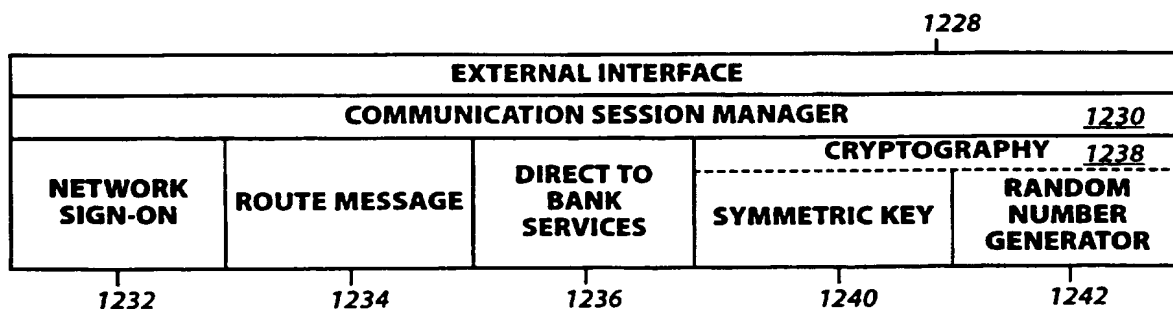 1228
EXTERNAL INTERFACE
COMMUNICATION SESSION MANAGER 1230
CRYPTOGRAPHY 1238
NETWORK
SIGN-ON
ROUTE MESSAGE
DIRECT TO
BANK
SERVICES
SYMMETRIC KEY
RANDOM
NUMBER
GENERATOR
1232
1234
1236
1240
1242